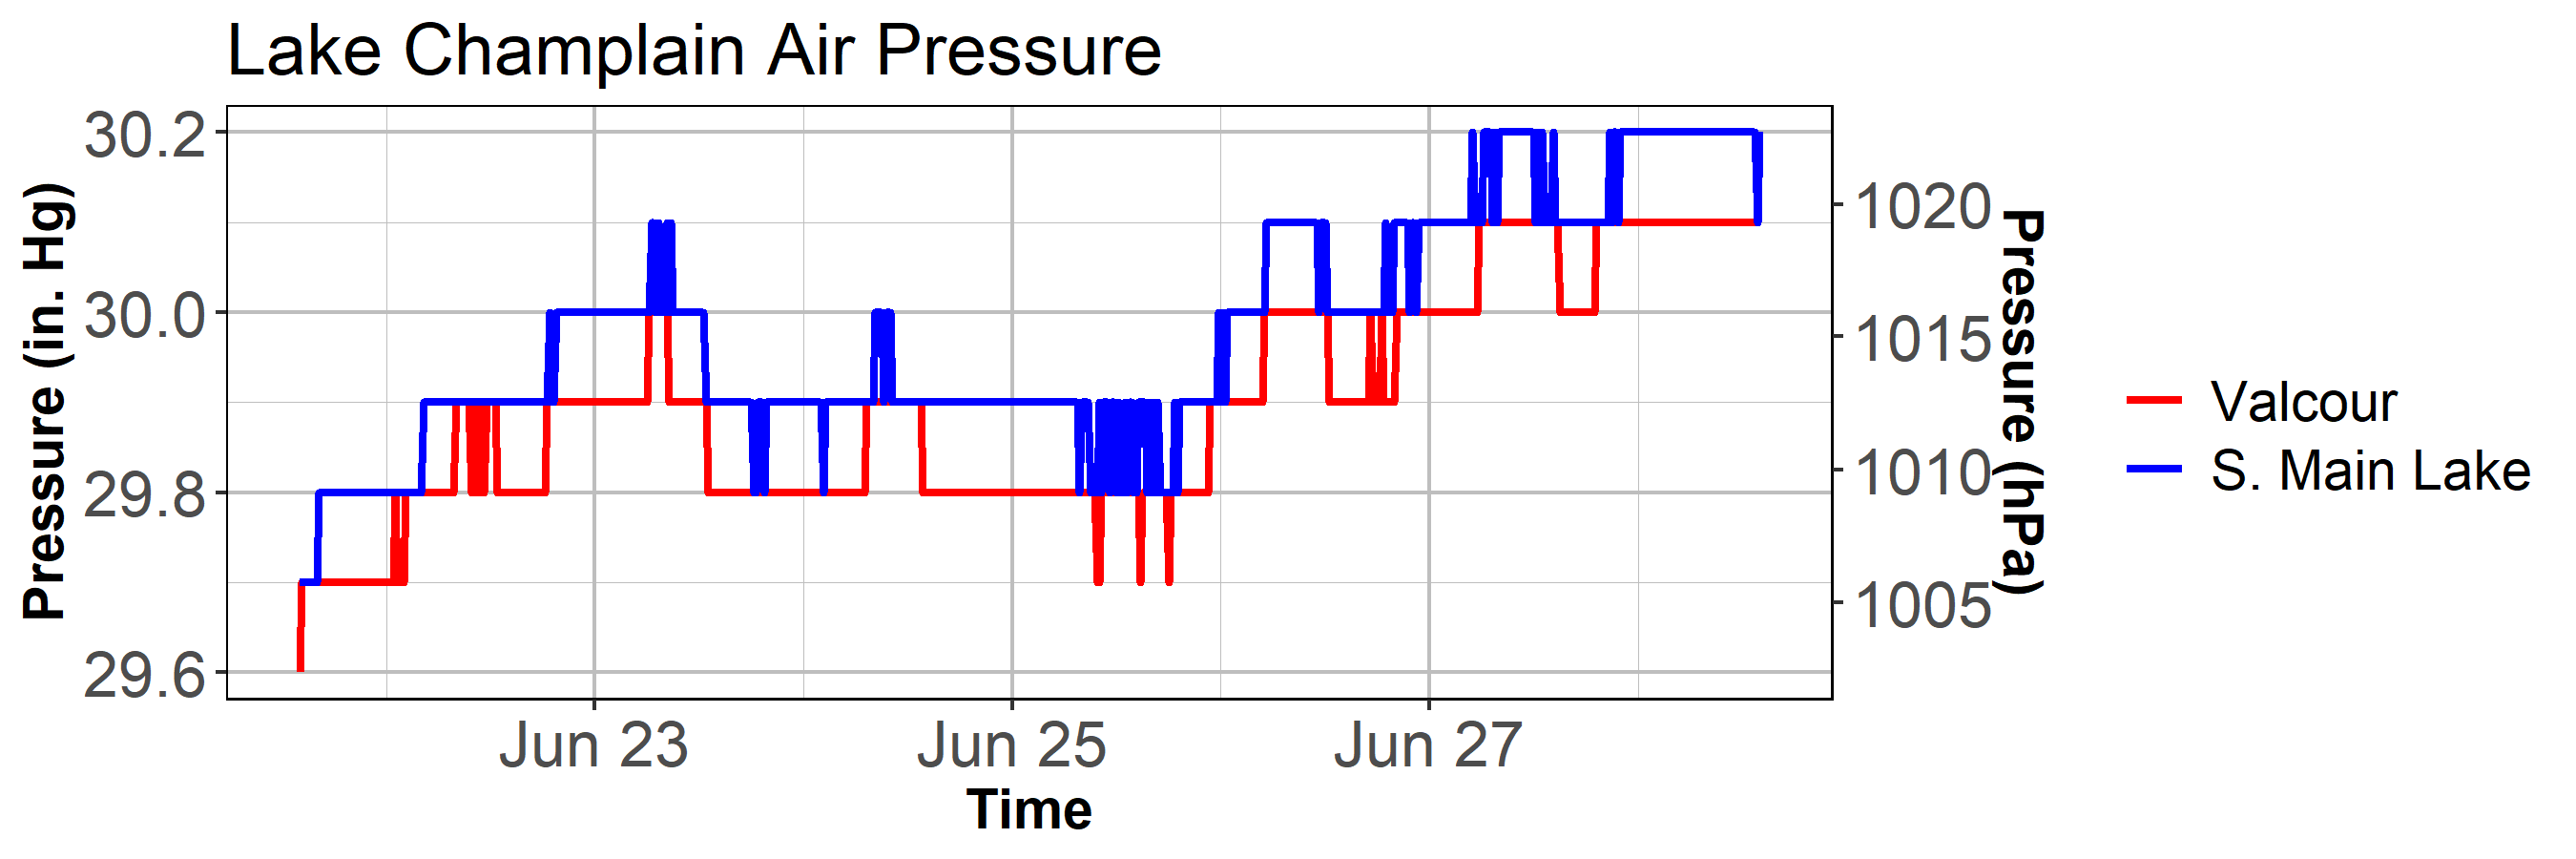 Lake Champlain Air Pressure
Pressure (in. Hg)
30.2
30.0
29.8
29.6
1020
1015
1010
1005
Pressure (hPa)
Valcour
S. Main Lake
Jun 23
Jun 25
Jun 27
Time